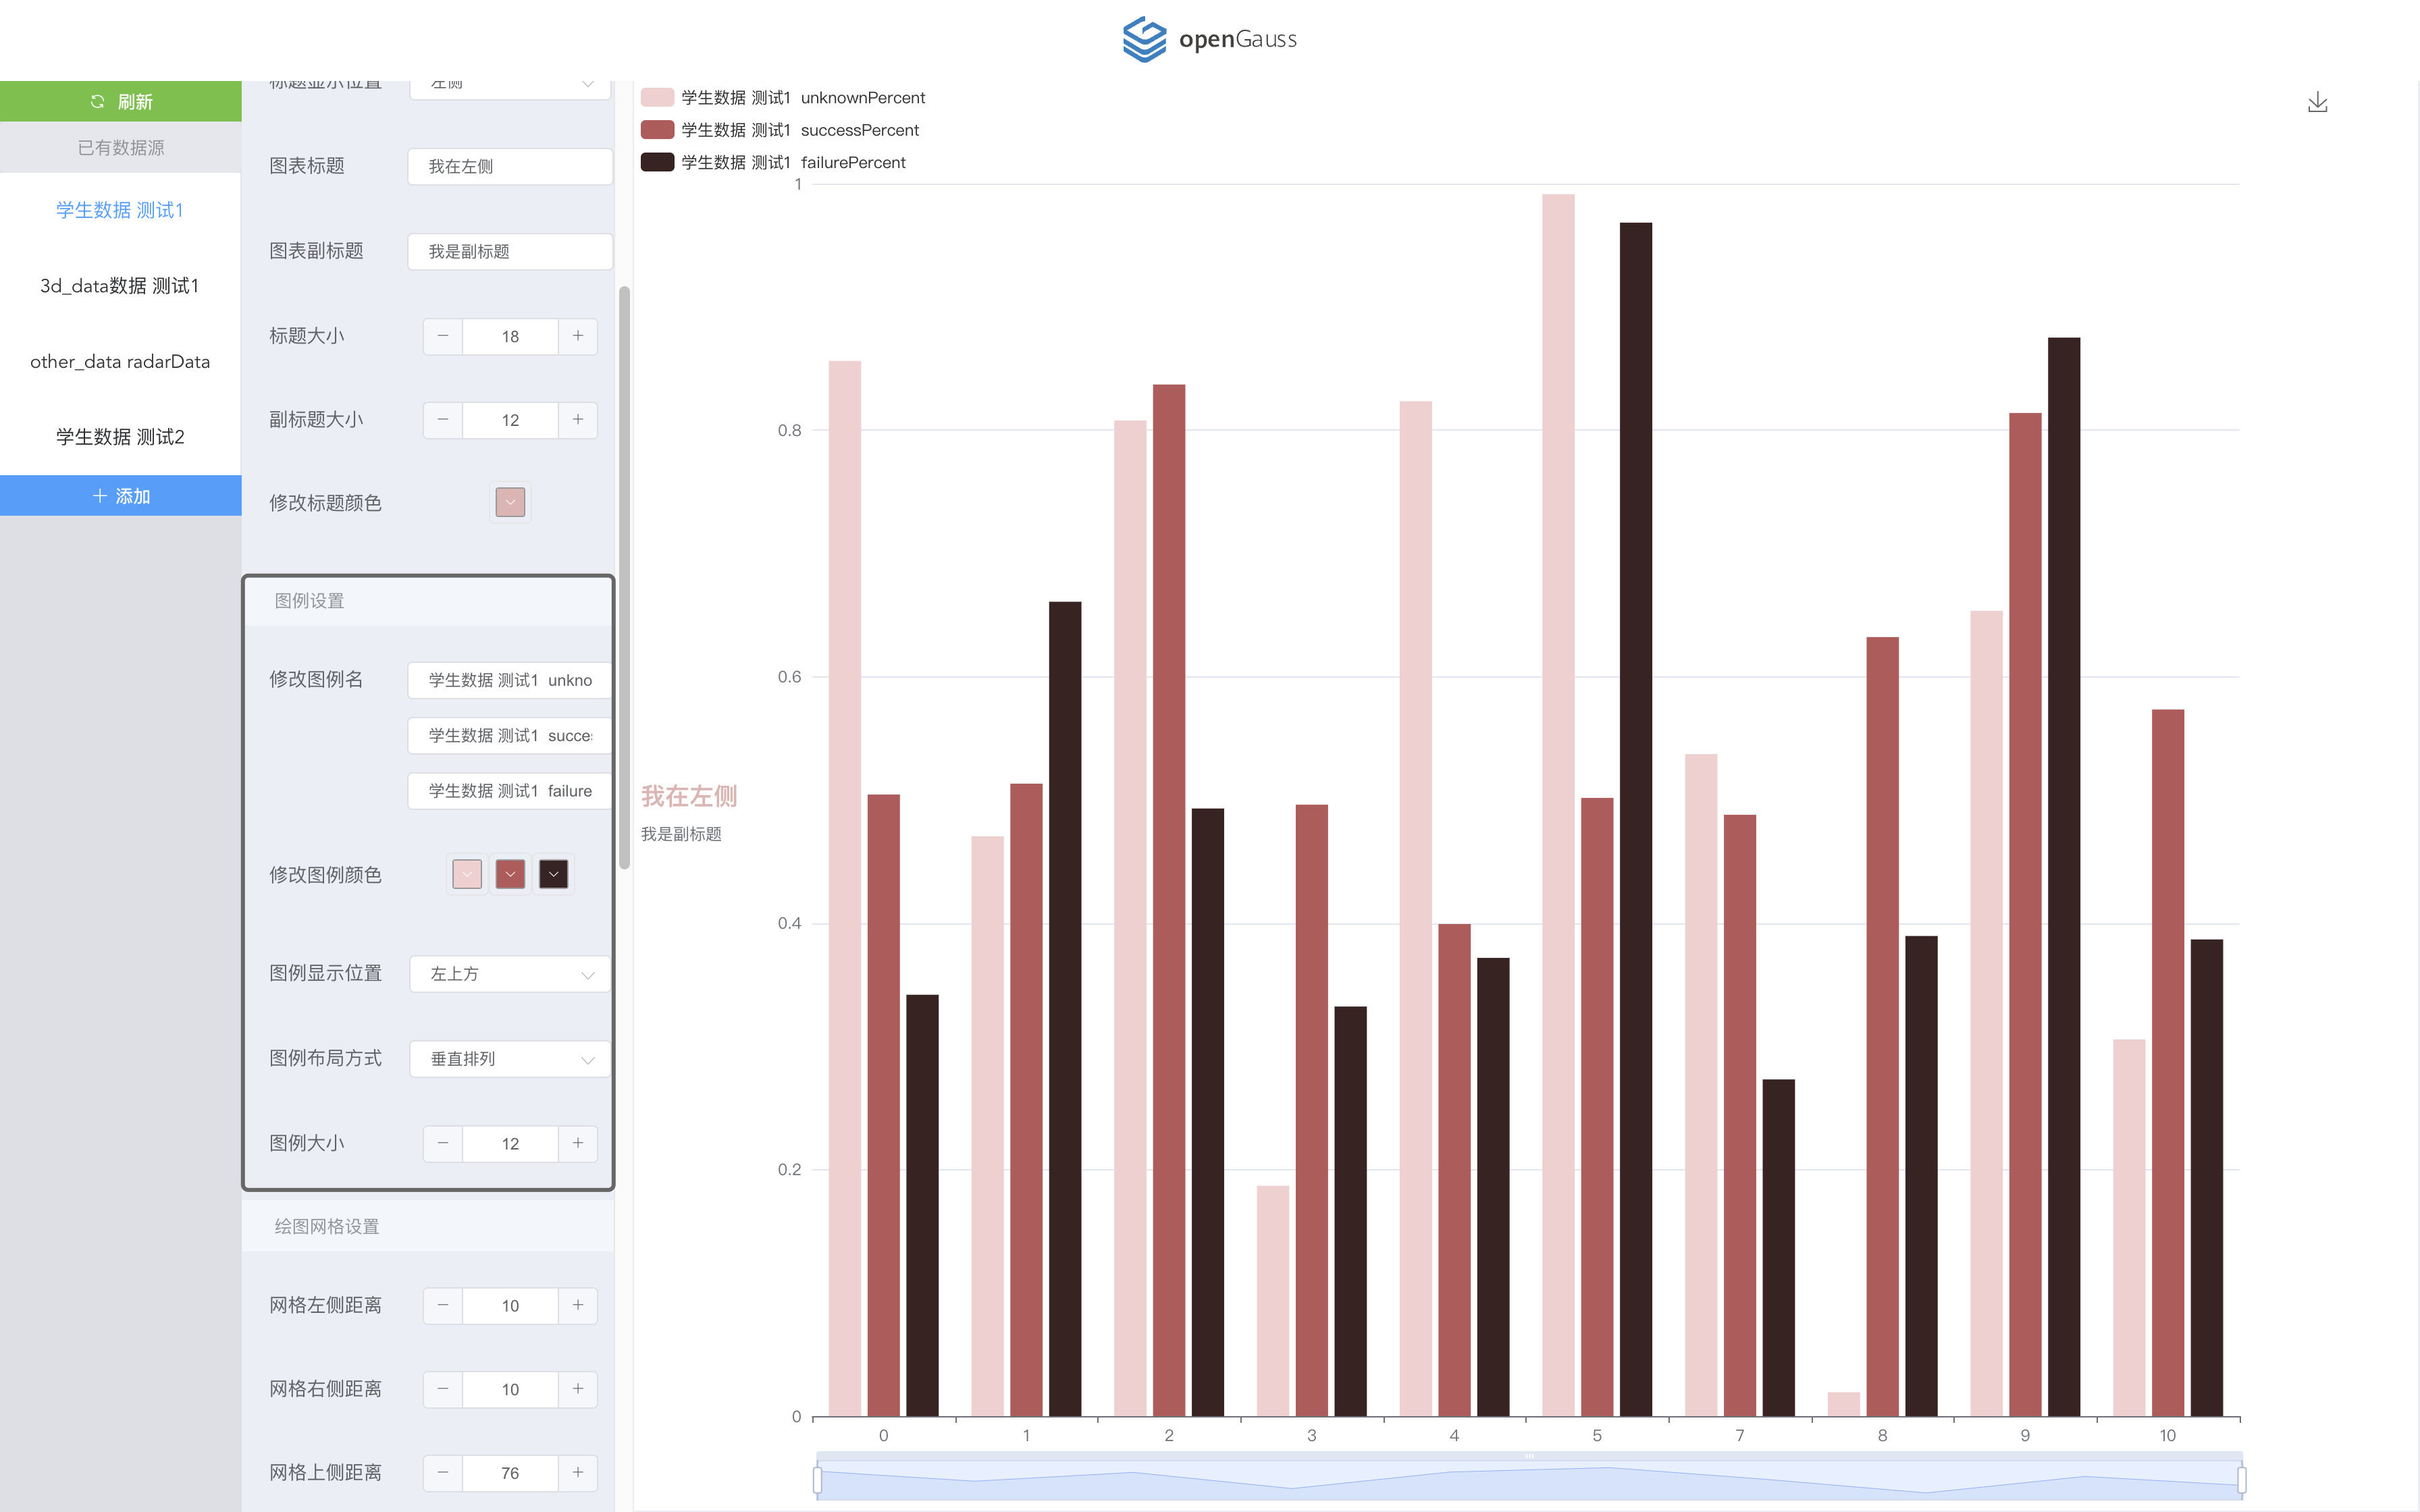 openGauss
刷新
已有数据源
学生数据 测试1
3d_data数据 测试1
other_data radarData
学生数据 测试2
添加
标题显示位置 左侧
图表标题 我在左侧
图表副标题 我是副标题
标题大小 18
副标题大小 12
修改标题颜色
图例设置
修改图例名 学生数据 测试1 unkno
学生数据 测试1 succe
学生数据 测试1 failure
修改图例颜色
图例显示位置 左上方
图例布局方式 垂直排列
图例大小 12
绘图网格设置
网格左侧距离 10
网格右侧距离 10
网格上侧距离 76
学生数据 测试1 unknownPercent
学生数据 测试1 successPercent
学生数据 测试1 failurePercent
我在左侧
我是副标题
1
0.8
0.6
0.4
0.2
0
0 1 2 3 4 5 7 8 9 10